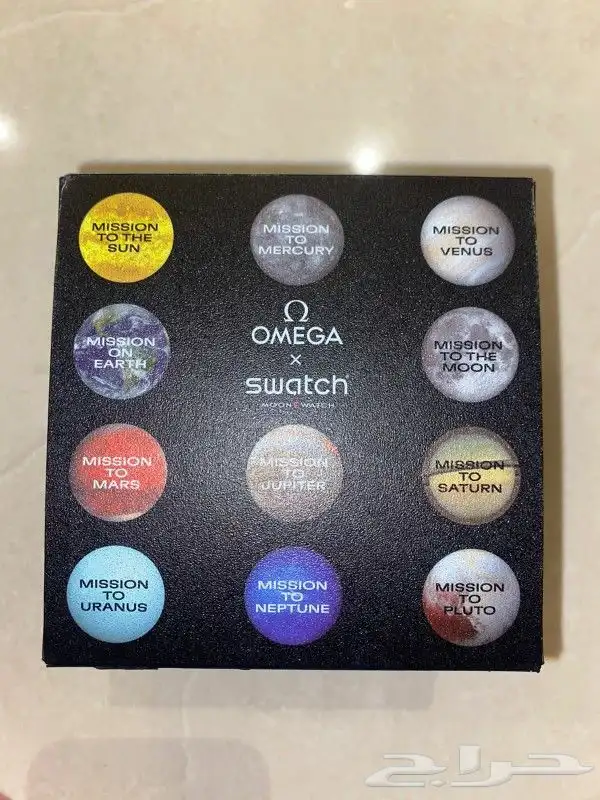 MISSION
TO THE
SUN
MISSION
TO
MERCURY
MISSION
TO
VENUS
MISSION
ON
EARTH
Ω
OMEGA
×
swatch
MOONSWATCH
MISSION
TO THE
MOON
MISSION
TO
MARS
MISSION
TO
JUPITER
MISSION
TO
SATURN
MISSION
TO
URANUS
MISSION
TO
NEPTUNE
MISSION
TO
PLUTO
حراج